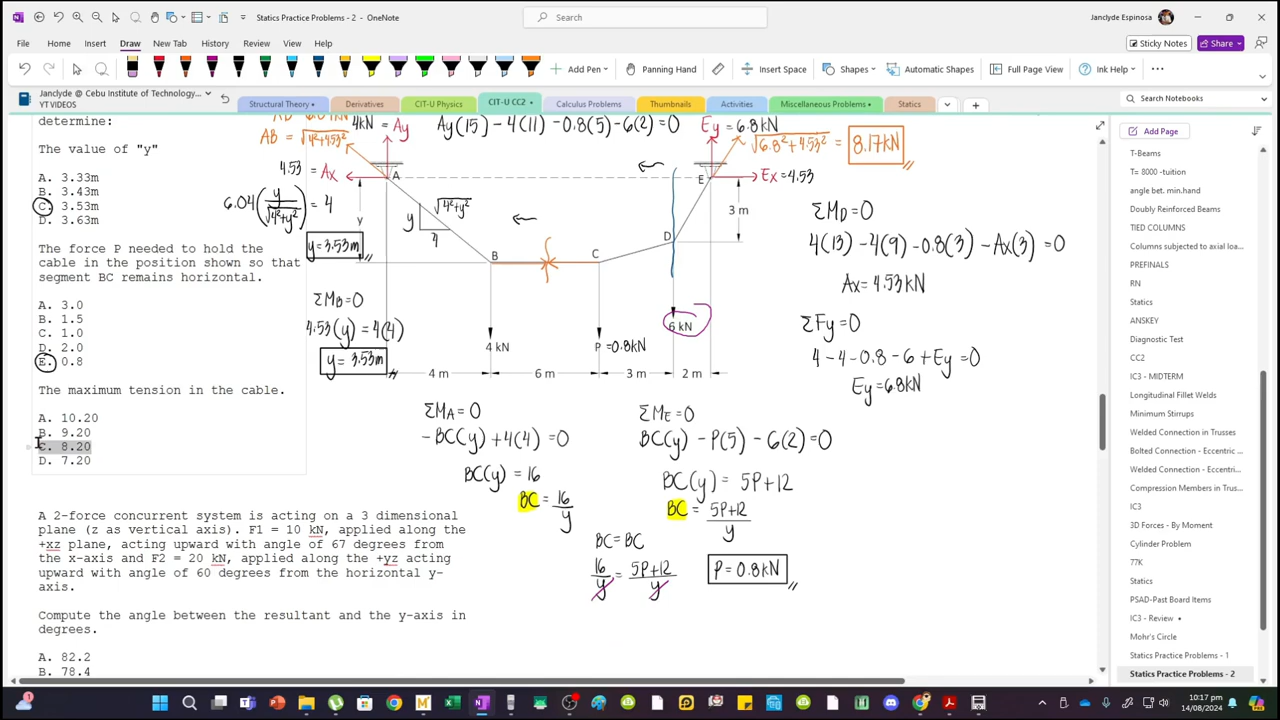 Statics Practice Problems - 2 - OneNote
Search
Janclyde Espinosa
File Home Insert Draw New Tab History Review View Help
Sticky Notes
Share
Add Pen
Panning Hand
Insert Space
Shapes
Automatic Shapes
Full Page View
Ink Help
Janclyde @ Cebu Institute of Technology...
YT VIDEOS
Structural Theory
Derivatives
CIT-U Physics
CIT-U CC2
Calculus Problems
Thumbnails
Activities
Miscellaneous Problems
Statics
Search Notebooks
determine:
The value of "y"
A. 3.33m
B. 3.43m
C. 3.53m
D. 3.63m
The force P needed to hold the
cable in the position shown so that
segment BC remains horizontal.
A. 3.0
B. 1.5
C. 1.0
D. 2.0
E. 0.8
The maximum tension in the cable.
A. 10.20
B. 9.20
C. 8.20
D. 7.20
A 2-force concurrent system is acting on a 3 dimensional
plane (z as vertical axis). F1 = 10 kN, applied along the
+xz plane, acting upward with angle of 67 degrees from
the x-axis and F2 = 20 kN, applied along the +yz acting
upward with angle of 60 degrees from the horizontal y-
axis.
Compute the angle between the resultant and the y-axis in
degrees.
A. 82.2
B. 78.4
AB = √4²+4.53²
4kN = Ay
Ay(15) - 4(11) - 0.8(5) - 6(2) = 0
Ey = 6.8kN
√6.8²+4.53² = 8.17kN
4.53 = Ax
A
E
Ex = 4.53
6.04(y/√4²+y²) = 4
y = 3.53m
y
y
√4²+y²
4
3 m
D
B
C
4 kN
P = 0.8kN
6 kN
4 m
6 m
3 m
2 m
ΣMB=0
4.53(y) = 4(4)
y = 3.53m
ΣMD=0
4(13) - 4(9) - 0.8(3) - Ax(3) = 0
Ax = 4.53kN
ΣFy=0
4 - 4 - 0.8 - 6 + Ey = 0
Ey = 6.8kN
ΣMA=0
-BC(y) + 4(4) = 0
BC(y) = 16
BC = 16/y
ΣME=0
BC(y) - P(5) - 6(2) = 0
BC(y) = 5P+12
BC = 5P+12/y
BC = BC
16/y = 5P+12/y
P = 0.8kN
Add Page
T-Beams
T= 8000 -tuition
angle bet. min.hand
Doubly Reinforced Beams
TCLOSE
Columns subjected to axial loa...
PREFINALS
RN
Statics
ANSKEY
Diagnostic Test
CC2
IC3 - MIDTERM
Longitudinal Fillet Welds
Minimum Stirrups
Welded Connection in Trusses
Bolted Connection - Eccentric ...
Welded Connection - Eccentri...
Compression Members in Trus...
IC3
3D Forces - By Moment
Cylinder Problem
77K
Statics
PSAD-Past Board Items
IC3 - Review
Mohr's Circle
Statics Practice Problems - 1
Statics Practice Problems - 2
10:17 pm
14/08/2024